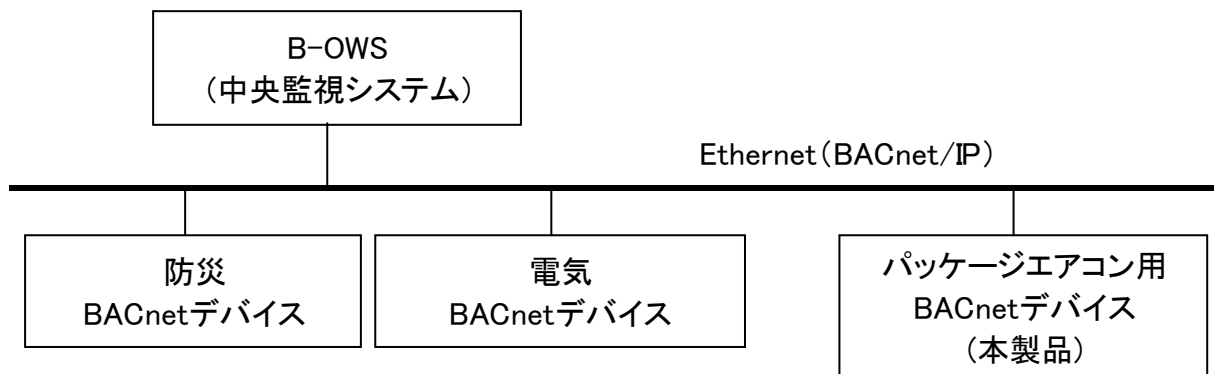 B-OWS
（中央監視システム）
Ethernet（BACnet/IP）
防災
BACnetデバイス
電気
BACnetデバイス
パッケージエアコン用
BACnetデバイス
（本製品）